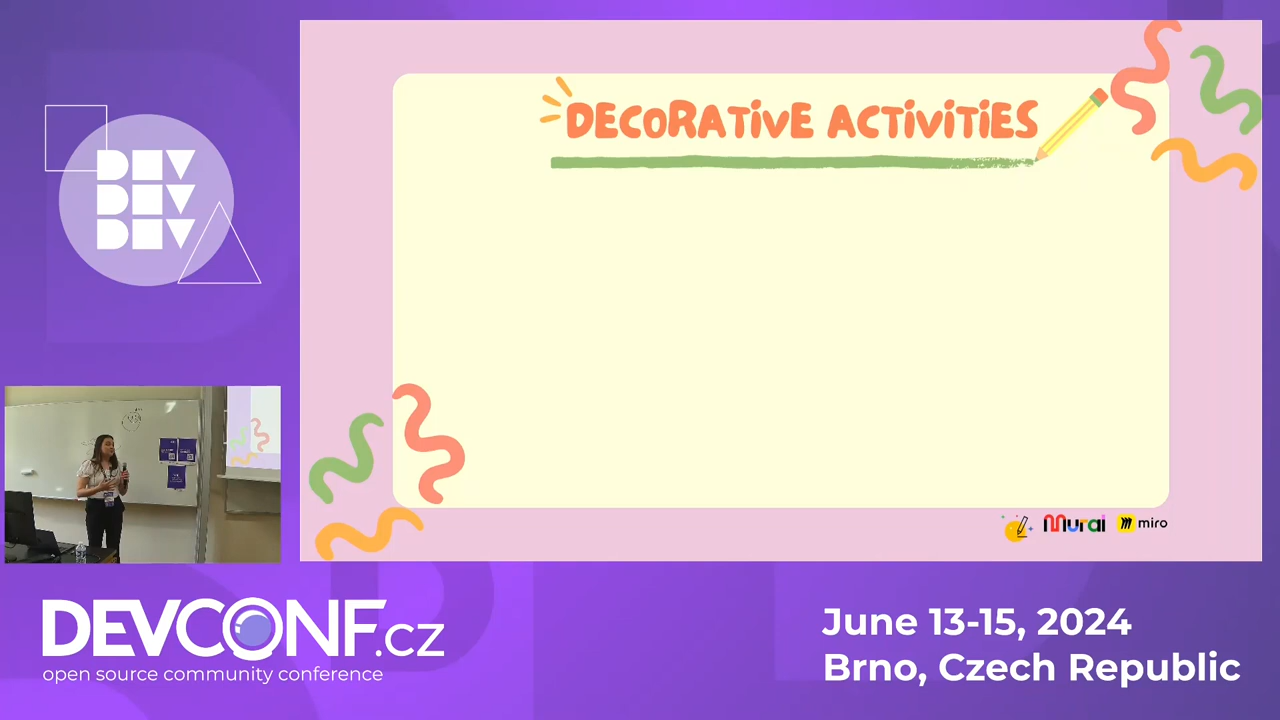 DECORATIVE ACTIVITIES
DEV
DEV
DEV
mural miro
DEVCONF.cz
open source community conference
June 13-15, 2024
Brno, Czech Republic